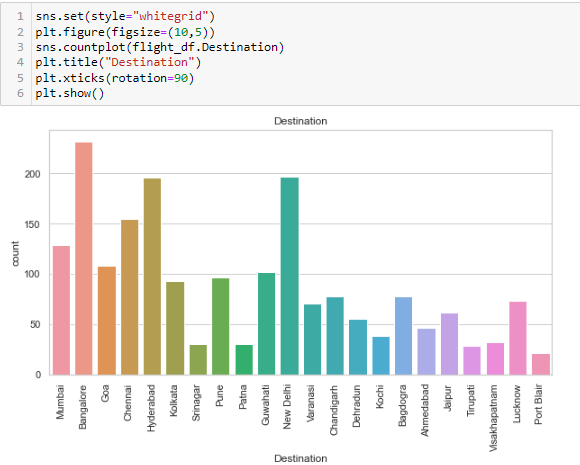 1 sns.set(style="whitegrid")
2 plt.figure(figsize=(10,5))
3 sns.countplot(flight_df.Destination)
4 plt.title("Destination")
5 plt.xticks(rotation=90)
6 plt.show()
Destination
200
150
100
50
0
count
Mumbai
Bangalore
Goa
Chennai
Hyderabad
Kolkata
Srinagar
Pune
Patna
Guwahati
New Delhi
Varanasi
Chandigarh
Dehradun
Kochi
Bagdogra
Ahmedabad
Jaipur
Tirupati
Visakhapatnam
Lucknow
Port Blair
Destination